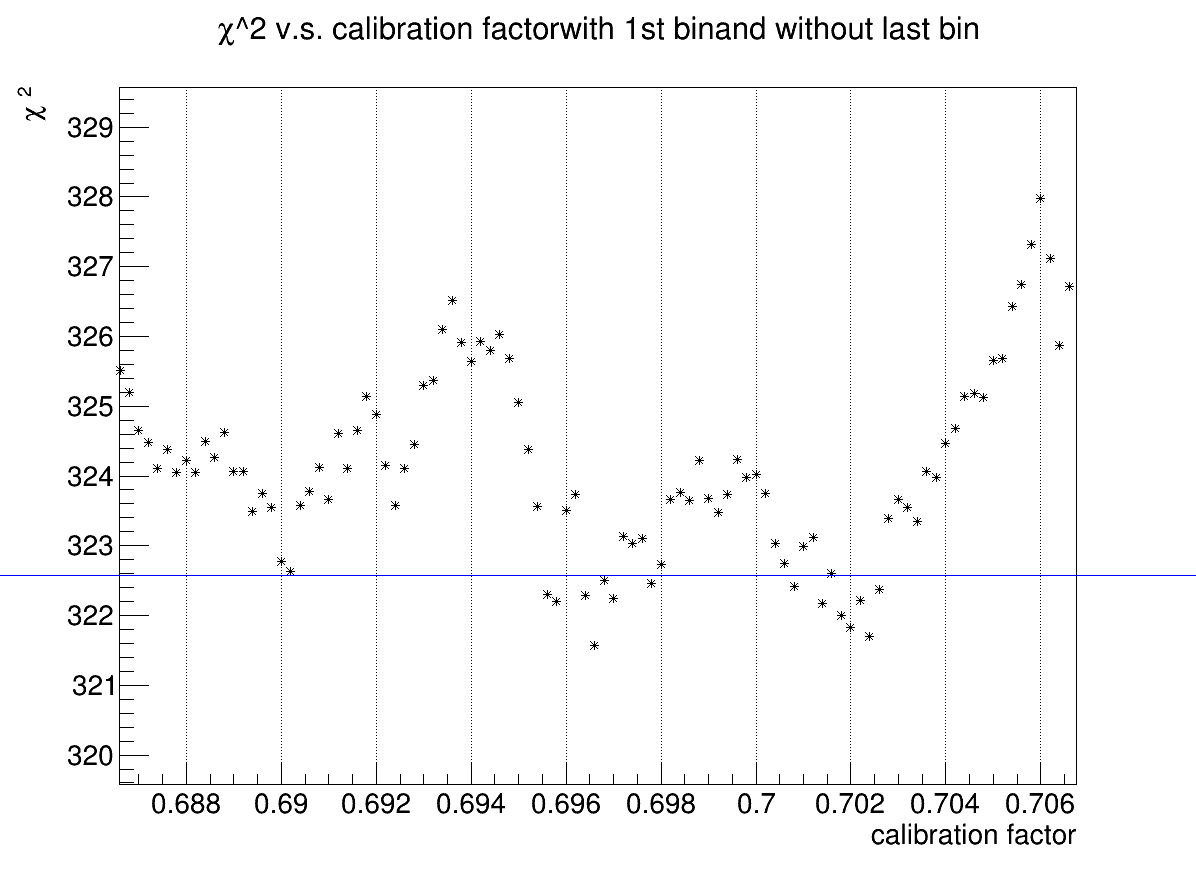 χ^2 v.s. calibration factorwith 1st binand without last bin
χ 2
329
328
327
326
325
324
323
322
321
320
0.688 0.69 0.692 0.694 0.696 0.698 0.7 0.702 0.704 0.706
calibration factor